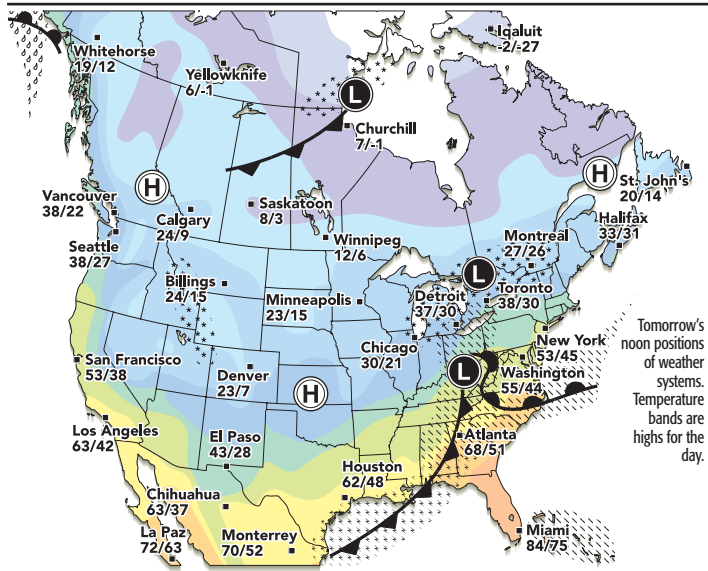 Iqaluit
-2/-27
Whitehorse
19/12
Yellowknife
6/-1
L
Churchill
7/-1
H
H
St. John's
20/14
Vancouver
38/22
Calgary
24/9
Saskatoon
8/3
Halifax
33/31
Seattle
38/27
Winnipeg
12/6
Montreal
27/26
L
Billings
24/15
Minneapolis
23/15
Detroit
37/30
Toronto
38/30
Chicago
30/21
New York
53/45
San Francisco
53/38
Denver
23/7
H
L
Washington
55/44
Tomorrow's
noon positions
of weather
systems.
Temperature
bands are
highs for the
day.
Los Angeles
63/42
El Paso
43/28
Atlanta
68/51
Houston
62/48
Chihuahua
63/37
La Paz
72/63
Monterrey
70/52
Miami
84/75